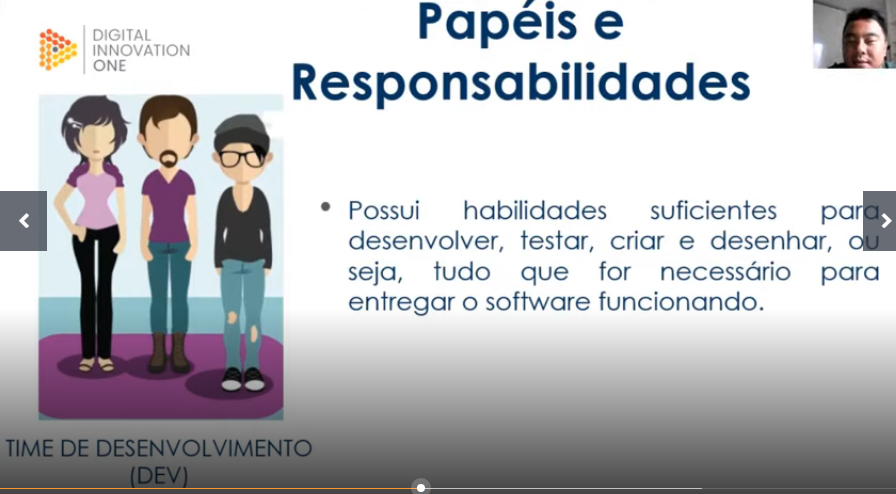 DIGITAL
INNOVATION
ONE
Papéis e
Responsabilidades
• Possui habilidades suficientes para
desenvolver, testar, criar e desenhar, ou
seja, tudo que for necessário para
entregar o software funcionando.
TIME DE DESENVOLVIMENTO
(DEV)